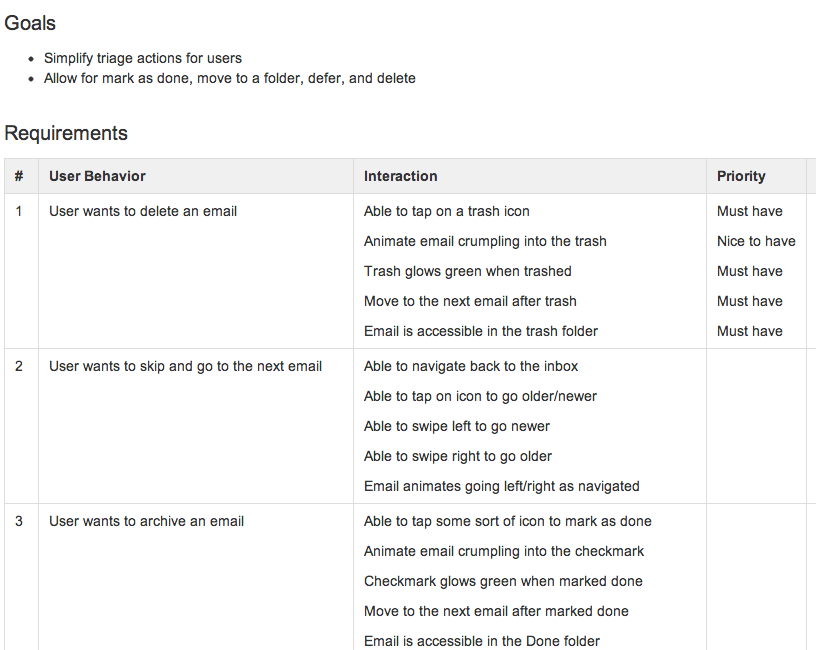 Goals
• Simplify triage actions for users
• Allow for mark as done, move to a folder, defer, and delete
Requirements
# User Behavior Interaction Priority
1 User wants to delete an email Able to tap on a trash icon Must have
Animate email crumpling into the trash Nice to have
Trash glows green when trashed Must have
Move to the next email after trash Must have
Email is accessible in the trash folder Must have
2 User wants to skip and go to the next email Able to navigate back to the inbox
Able to tap on icon to go older/newer
Able to swipe left to go newer
Able to swipe right to go older
Email animates going left/right as navigated
3 User wants to archive an email Able to tap some sort of icon to mark as done
Animate email crumpling into the checkmark
Checkmark glows green when marked done
Move to the next email after marked done
Email is accessible in the Done folder